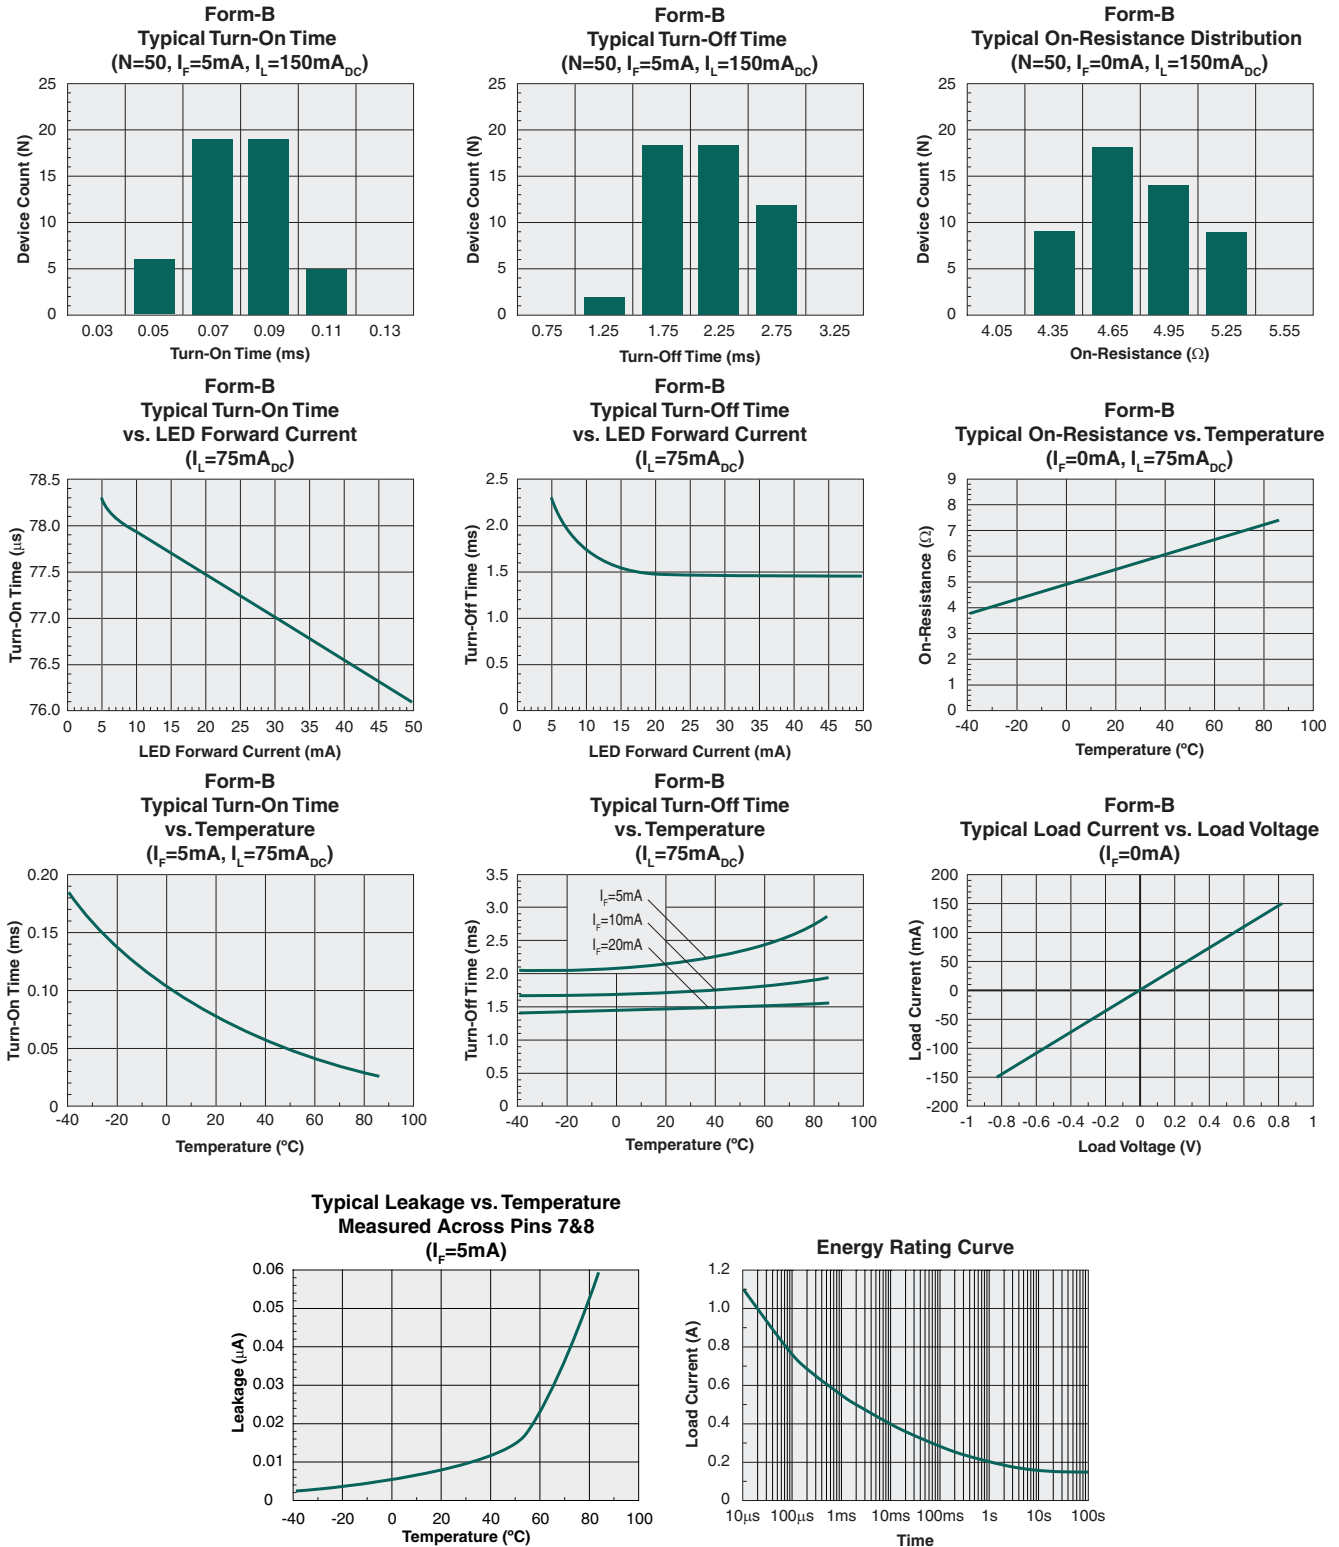 Form-B
Typical Turn-On Time
(N=50, IF=5mA, IL=150mADC)
25
20
15
10
5
0
Device Count (N)
0.03 0.05 0.07 0.09 0.11 0.13
Turn-On Time (ms)
Form-B
Typical Turn-Off Time
(N=50, IF=5mA, IL=150mADC)
25
20
15
10
5
0
Device Count (N)
0.75 1.25 1.75 2.25 2.75 3.25
Turn-Off Time (ms)
Form-B
Typical On-Resistance Distribution
(N=50, IF=0mA, IL=150mADC)
25
20
15
10
5
0
Device Count (N)
4.05 4.35 4.65 4.95 5.25 5.55
On-Resistance (Ω)
Form-B
Typical Turn-On Time
vs. LED Forward Current
(IL=75mADC)
78.5
78.0
77.5
77.0
76.5
76.0
Turn-On Time (μs)
0 5 10 15 20 25 30 35 40 45 50
LED Forward Current (mA)
Form-B
Typical Turn-Off Time
vs. LED Forward Current
(IL=75mADC)
2.5
2.0
1.5
1.0
0.5
0
Turn-Off Time (ms)
0 5 10 15 20 25 30 35 40 45 50
LED Forward Current (mA)
Form-B
Typical On-Resistance vs. Temperature
(IF=0mA, IL=75mADC)
9
8
7
6
5
4
3
2
1
0
On-Resistance (Ω)
-40 -20 0 20 40 60 80 100
Temperature (ºC)
Form-B
Typical Turn-On Time
vs. Temperature
(IF=5mA, IL=75mADC)
0.20
0.15
0.10
0.05
0
Turn-On Time (ms)
-40 -20 0 20 40 60 80 100
Temperature (ºC)
Form-B
Typical Turn-Off Time
vs. Temperature
(IL=75mADC)
3.5
3.0
2.5
2.0
1.5
1.0
0.5
0
Turn-Off Time (ms)
IF=5mA
IF=10mA
IF=20mA
-40 -20 0 20 40 60 80 100
Temperature (ºC)
Form-B
Typical Load Current vs. Load Voltage
(IF=0mA)
200
150
100
50
0
-50
-100
-150
-200
Load Current (mA)
-1 -0.8 -0.6 -0.4 -0.2 0 0.2 0.4 0.6 0.8 1
Load Voltage (V)
Typical Leakage vs. Temperature
Measured Across Pins 7&8
(IF=5mA)
0.06
0.05
0.04
0.03
0.02
0.01
0
Leakage (μA)
-40 -20 0 20 40 60 80 100
Temperature (ºC)
Energy Rating Curve
1.2
1.0
0.8
0.6
0.4
0.2
0
Load Current (A)
10μs 100μs 1ms 10ms 100ms 1s 10s 100s
Time